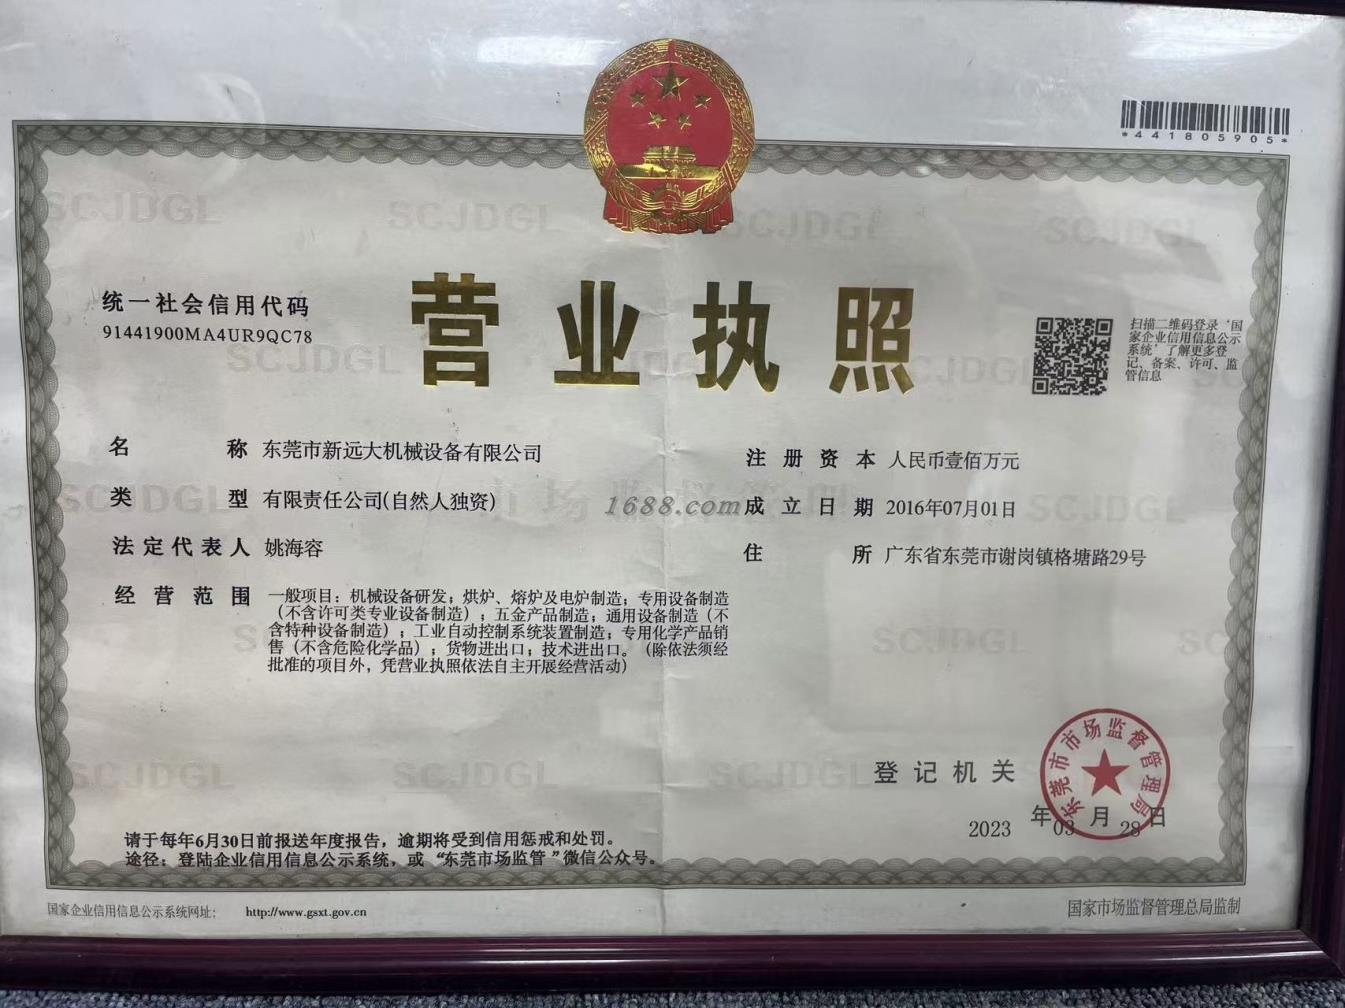 *441805905*
SCJDGL SCJDGL SCJDGL SCJDGL
营业执照
统一社会信用代码
91441900MA4UR9QC78
扫描二维码登录‘国
家企业信用信息公示
系统’了解更多登
记、备案、许可、监
管信息
名称 东莞市新远大机械设备有限公司
类型 有限责任公司(自然人独资)
法定代表人 姚海容
经营范围 一般项目：机械设备研发；烘炉、熔炉及电炉制造；专用设备制造
（不含许可类专业设备制造）；五金产品制造；通用设备制造（不
含特种设备制造）；工业自动控制系统装置制造；专用化学产品销
售（不含危险化学品）；货物进出口；技术进出口。（除依法须经
批准的项目外，凭营业执照依法自主开展经营活动）
注册资本 人民币壹佰万元
成立日期 2016年07月01日
住所 广东省东莞市谢岗镇格塘路29号
1688.com
市场监督管理
登记机关
东莞市市场监督管理局
2023年03月28日
请于每年6月30日前报送年度报告，逾期将受到信用惩戒和处罚。
途径：登陆企业信用信息公示系统，或“东莞市场监管”微信公众号。
国家企业信用信息公示系统网址： http://www.gsxt.gov.cn
国家市场监督管理总局监制